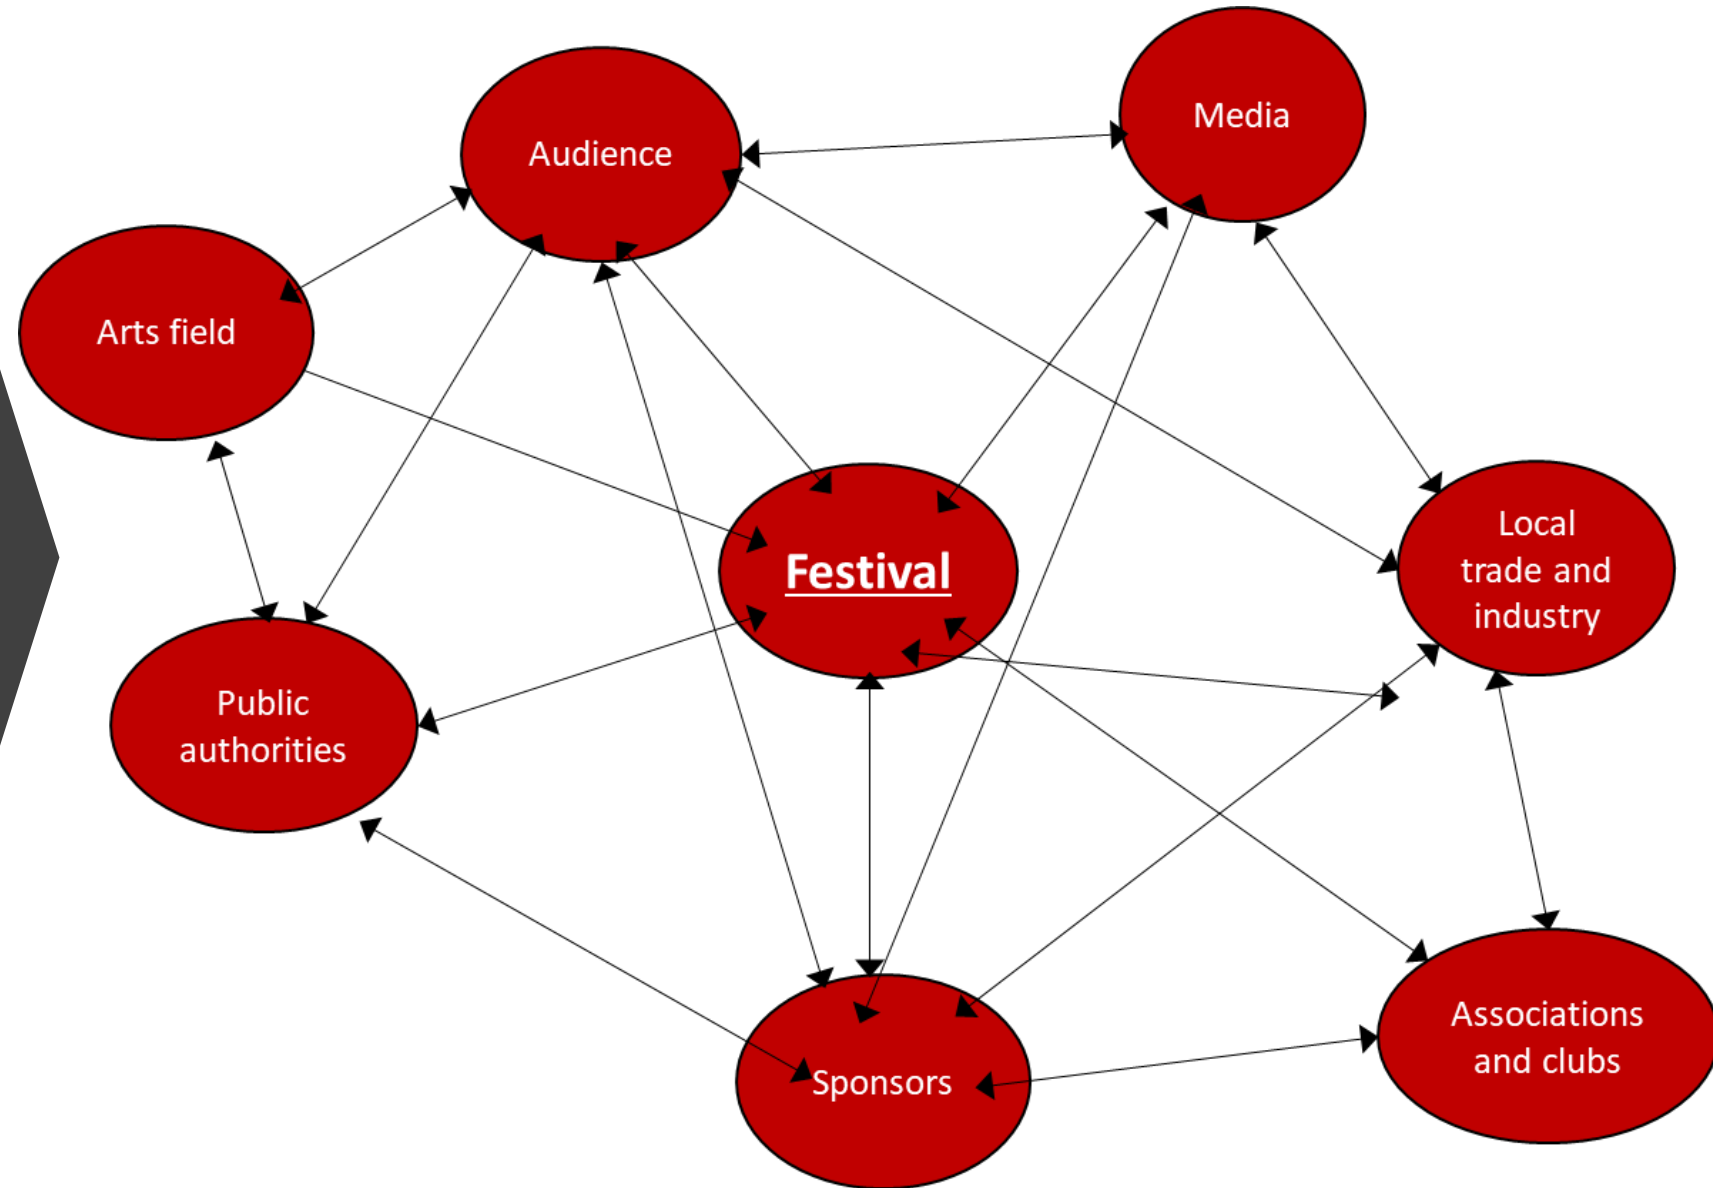 Media
Audience
Arts field
Festival
Local
trade and
industry
Public
authorities
Sponsors
Associations
and clubs